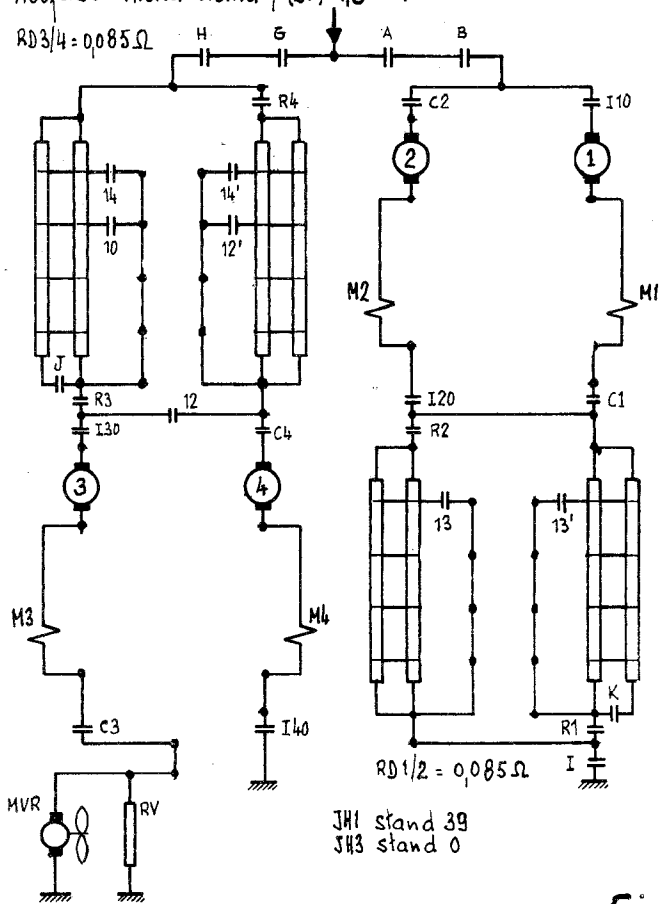 RD3/4 = 0,085 Ω
H G A B
R4 C2 I10
2 1
14 14'
10 12'
M2 M1
J
R3 12 I20 C1
I30 C4 R2
3 4
13 13'
M3 M4
K
C3 I40 R1
RD1/2 = 0,085 Ω I
MVR RV
JH1 stand 39
JH3 stand 0